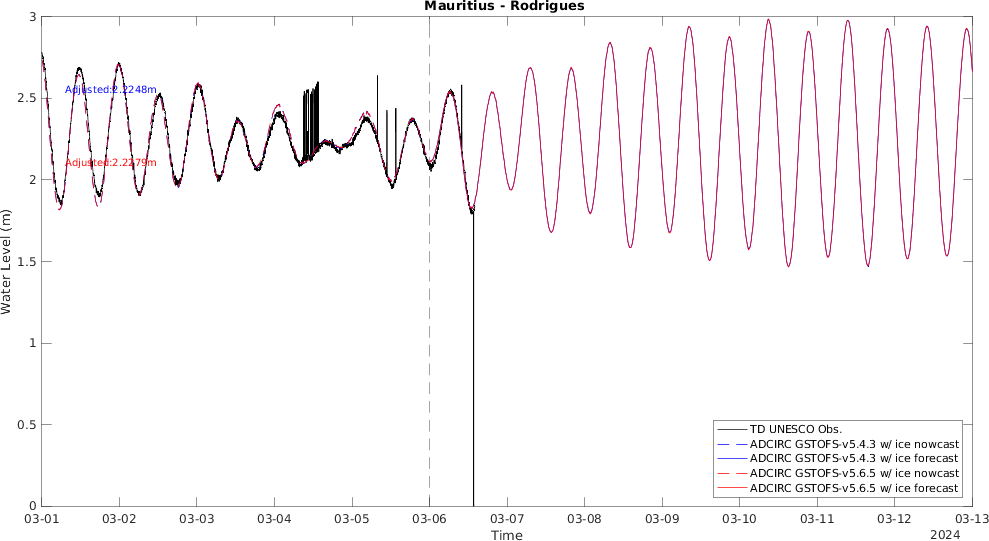 Mauritius - Rodrigues
3
2.5
2
1.5
1
0.5
0
Water Level (m)
Adjusted:2.2248m
Adjusted:2.2279m
TD UNESCO Obs.
ADCIRC GSTOFS-v5.4.3 w/ ice nowcast
ADCIRC GSTOFS-v5.4.3 w/ ice forecast
ADCIRC GSTOFS-v5.6.5 w/ ice nowcast
ADCIRC GSTOFS-v5.6.5 w/ ice forecast
03-01 03-02 03-03 03-04 03-05 03-06 03-07 03-08 03-09 03-10 03-11 03-12 03-13
Time
2024